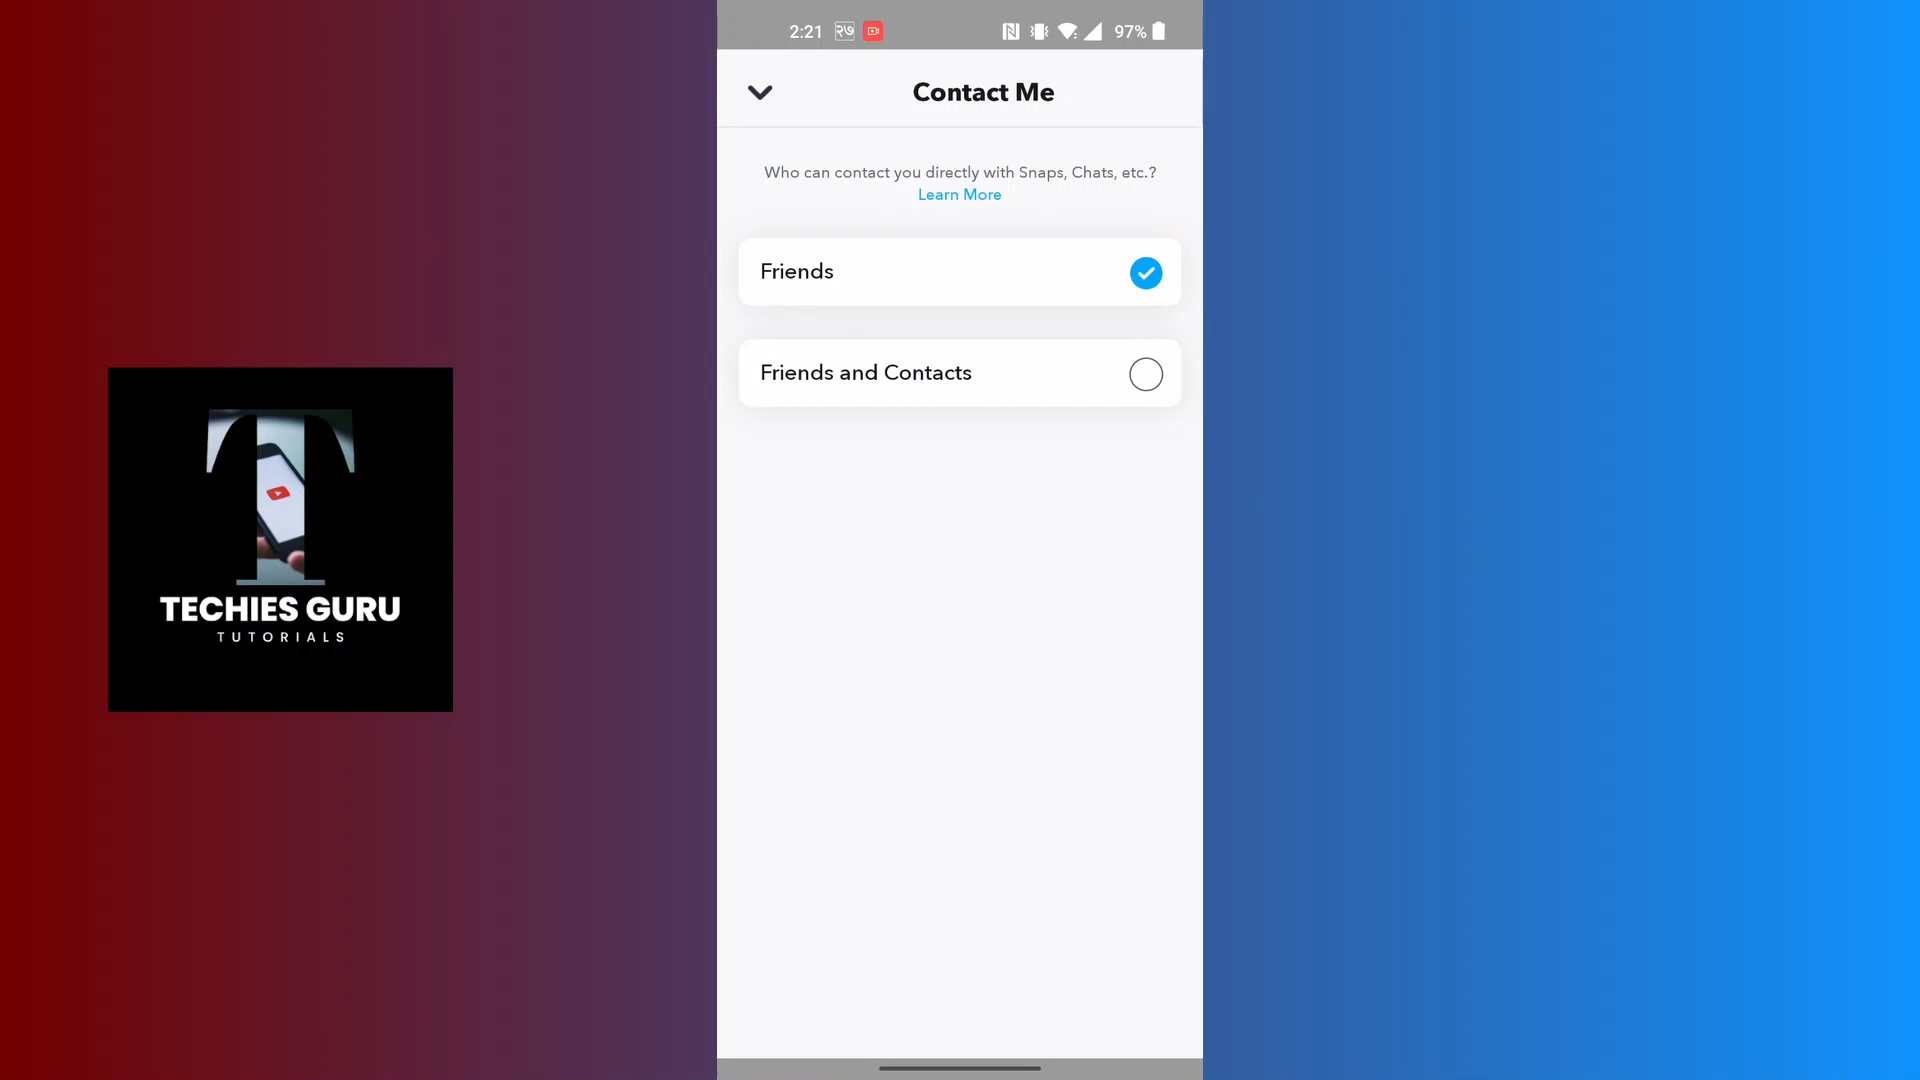 2:21 २७ 97%
Contact Me
Who can contact you directly with Snaps, Chats, etc.?
Learn More
Friends
Friends and Contacts
T
TECHIES GURU
TUTORIALS